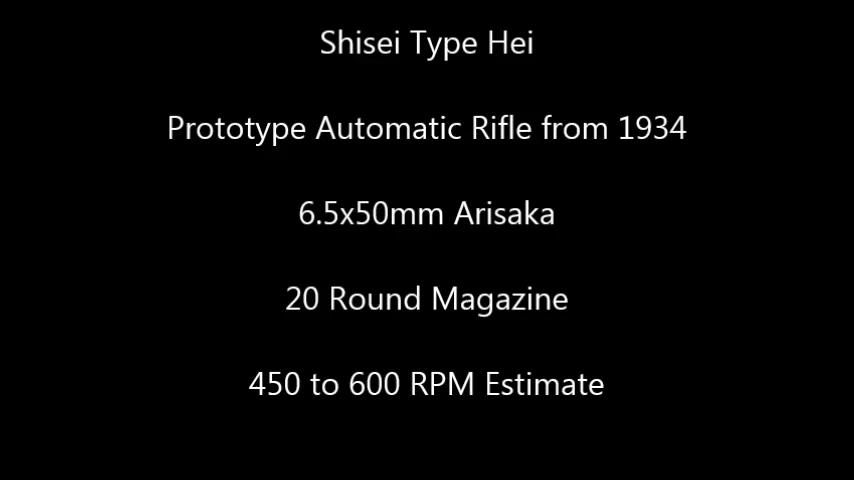 Shisei Type Hei
Prototype Automatic Rifle from 1934
6.5x50mm Arisaka
20 Round Magazine
450 to 600 RPM Estimate